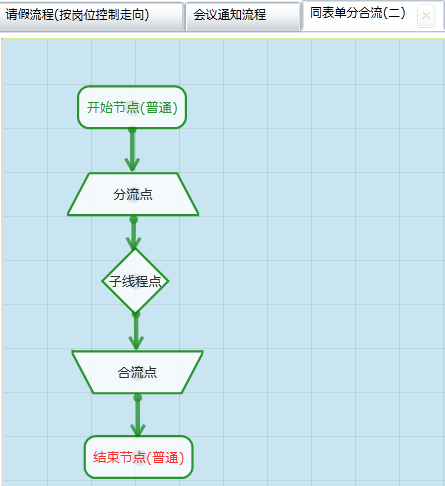 请假流程(按岗位控制走向)
会议通知流程
同表单分合流(二)
开始节点(普通)
分流点
子线程点
合流点
结束节点(普通)